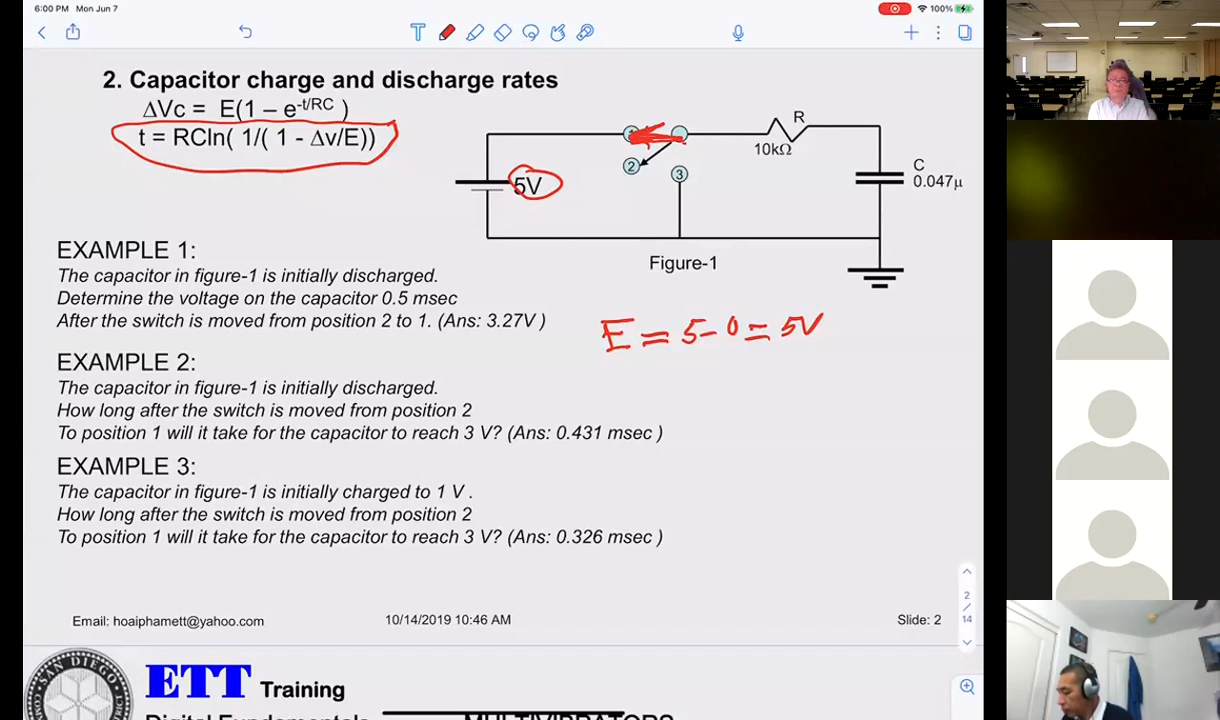 6:00 PM Mon Jun 7
100%
2. Capacitor charge and discharge rates
ΔVc = E(1 – e-t/RC )
t = RCln( 1/( 1 - Δv/E))
5V
1
2
3
R
10kΩ
C
0.047μ
Figure-1
E = 5-0 = 5V
EXAMPLE 1:
The capacitor in figure-1 is initially discharged.
Determine the voltage on the capacitor 0.5 msec
After the switch is moved from position 2 to 1. (Ans: 3.27V )
EXAMPLE 2:
The capacitor in figure-1 is initially discharged.
How long after the switch is moved from position 2
To position 1 will it take for the capacitor to reach 3 V? (Ans: 0.431 msec )
EXAMPLE 3:
The capacitor in figure-1 is initially charged to 1 V .
How long after the switch is moved from position 2
To position 1 will it take for the capacitor to reach 3 V? (Ans: 0.326 msec )
Email: hoaiphamett@yahoo.com
10/14/2019 10:46 AM
Slide: 2
2
/
14
SAN DIEGO
ETT Training
Digital Fundamentals
MULTIVIBRATORS